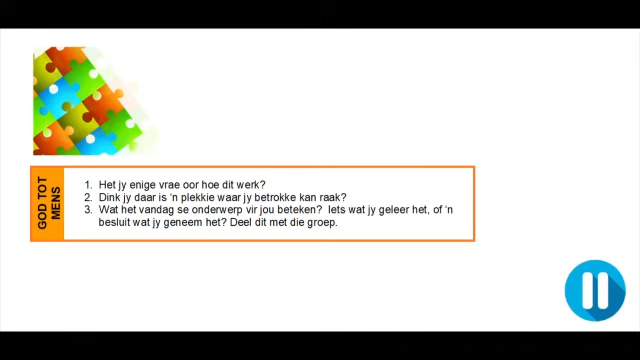 GOD TOT
MENS
1. Het jy enige vrae oor hoe dit werk?
2. Dink jy daar is 'n plekkie waar jy betrokke kan raak?
3. Wat het vandag se onderwerp vir jou beteken? Iets wat jy geleer het, of 'n
besluit wat jy geneem het? Deel dit met die groep.